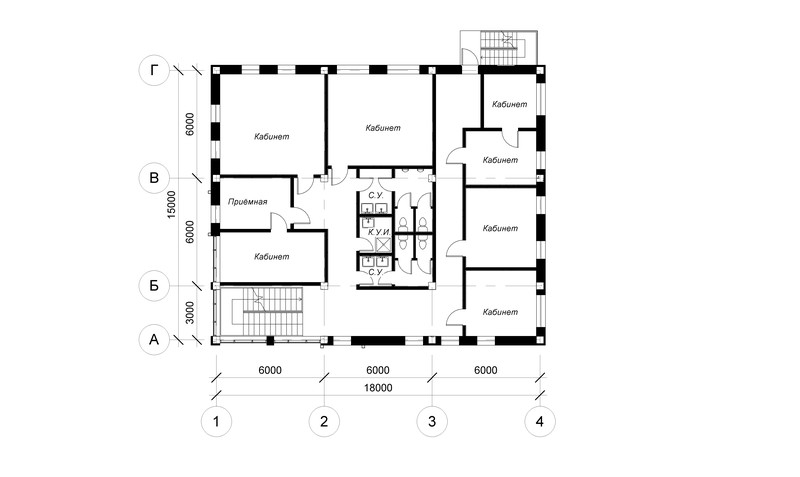 Г
В
Б
А
6000
6000
3000
15000
Кабинет
Кабинет
Кабинет
Кабинет
Приёмная
С.У.
К.У.И.
Кабинет
Кабинет
С.У.
Кабинет
6000
6000
6000
18000
1
2
3
4